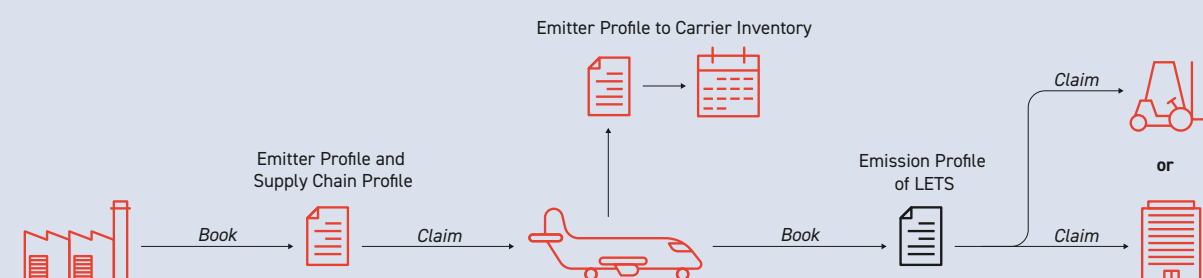 Emitter Profile to Carrier Inventory
Claim
Emitter Profile and
Supply Chain Profile
Emission Profile
of LETS
or
Book
Claim
Book
Claim